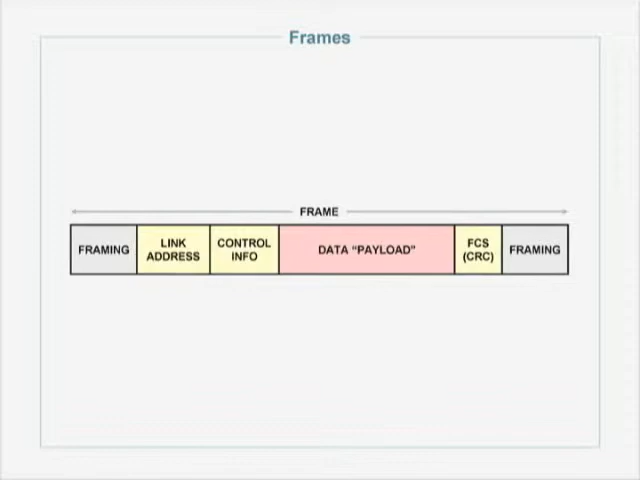 Frames
FRAME
FRAMING
LINK
ADDRESS
CONTROL
INFO
DATA “PAYLOAD”
FCS
(CRC)
FRAMING